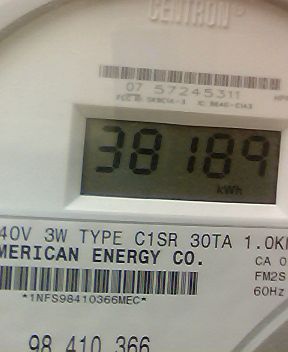 CENTRON®
07 57245311
38189
kWh
40V 3W TYPE C1SR 30TA 1.0K
MERICAN ENERGY CO.
CA 0
FM2S
60Hz
*1NFS98410366MEC*
98 410 366